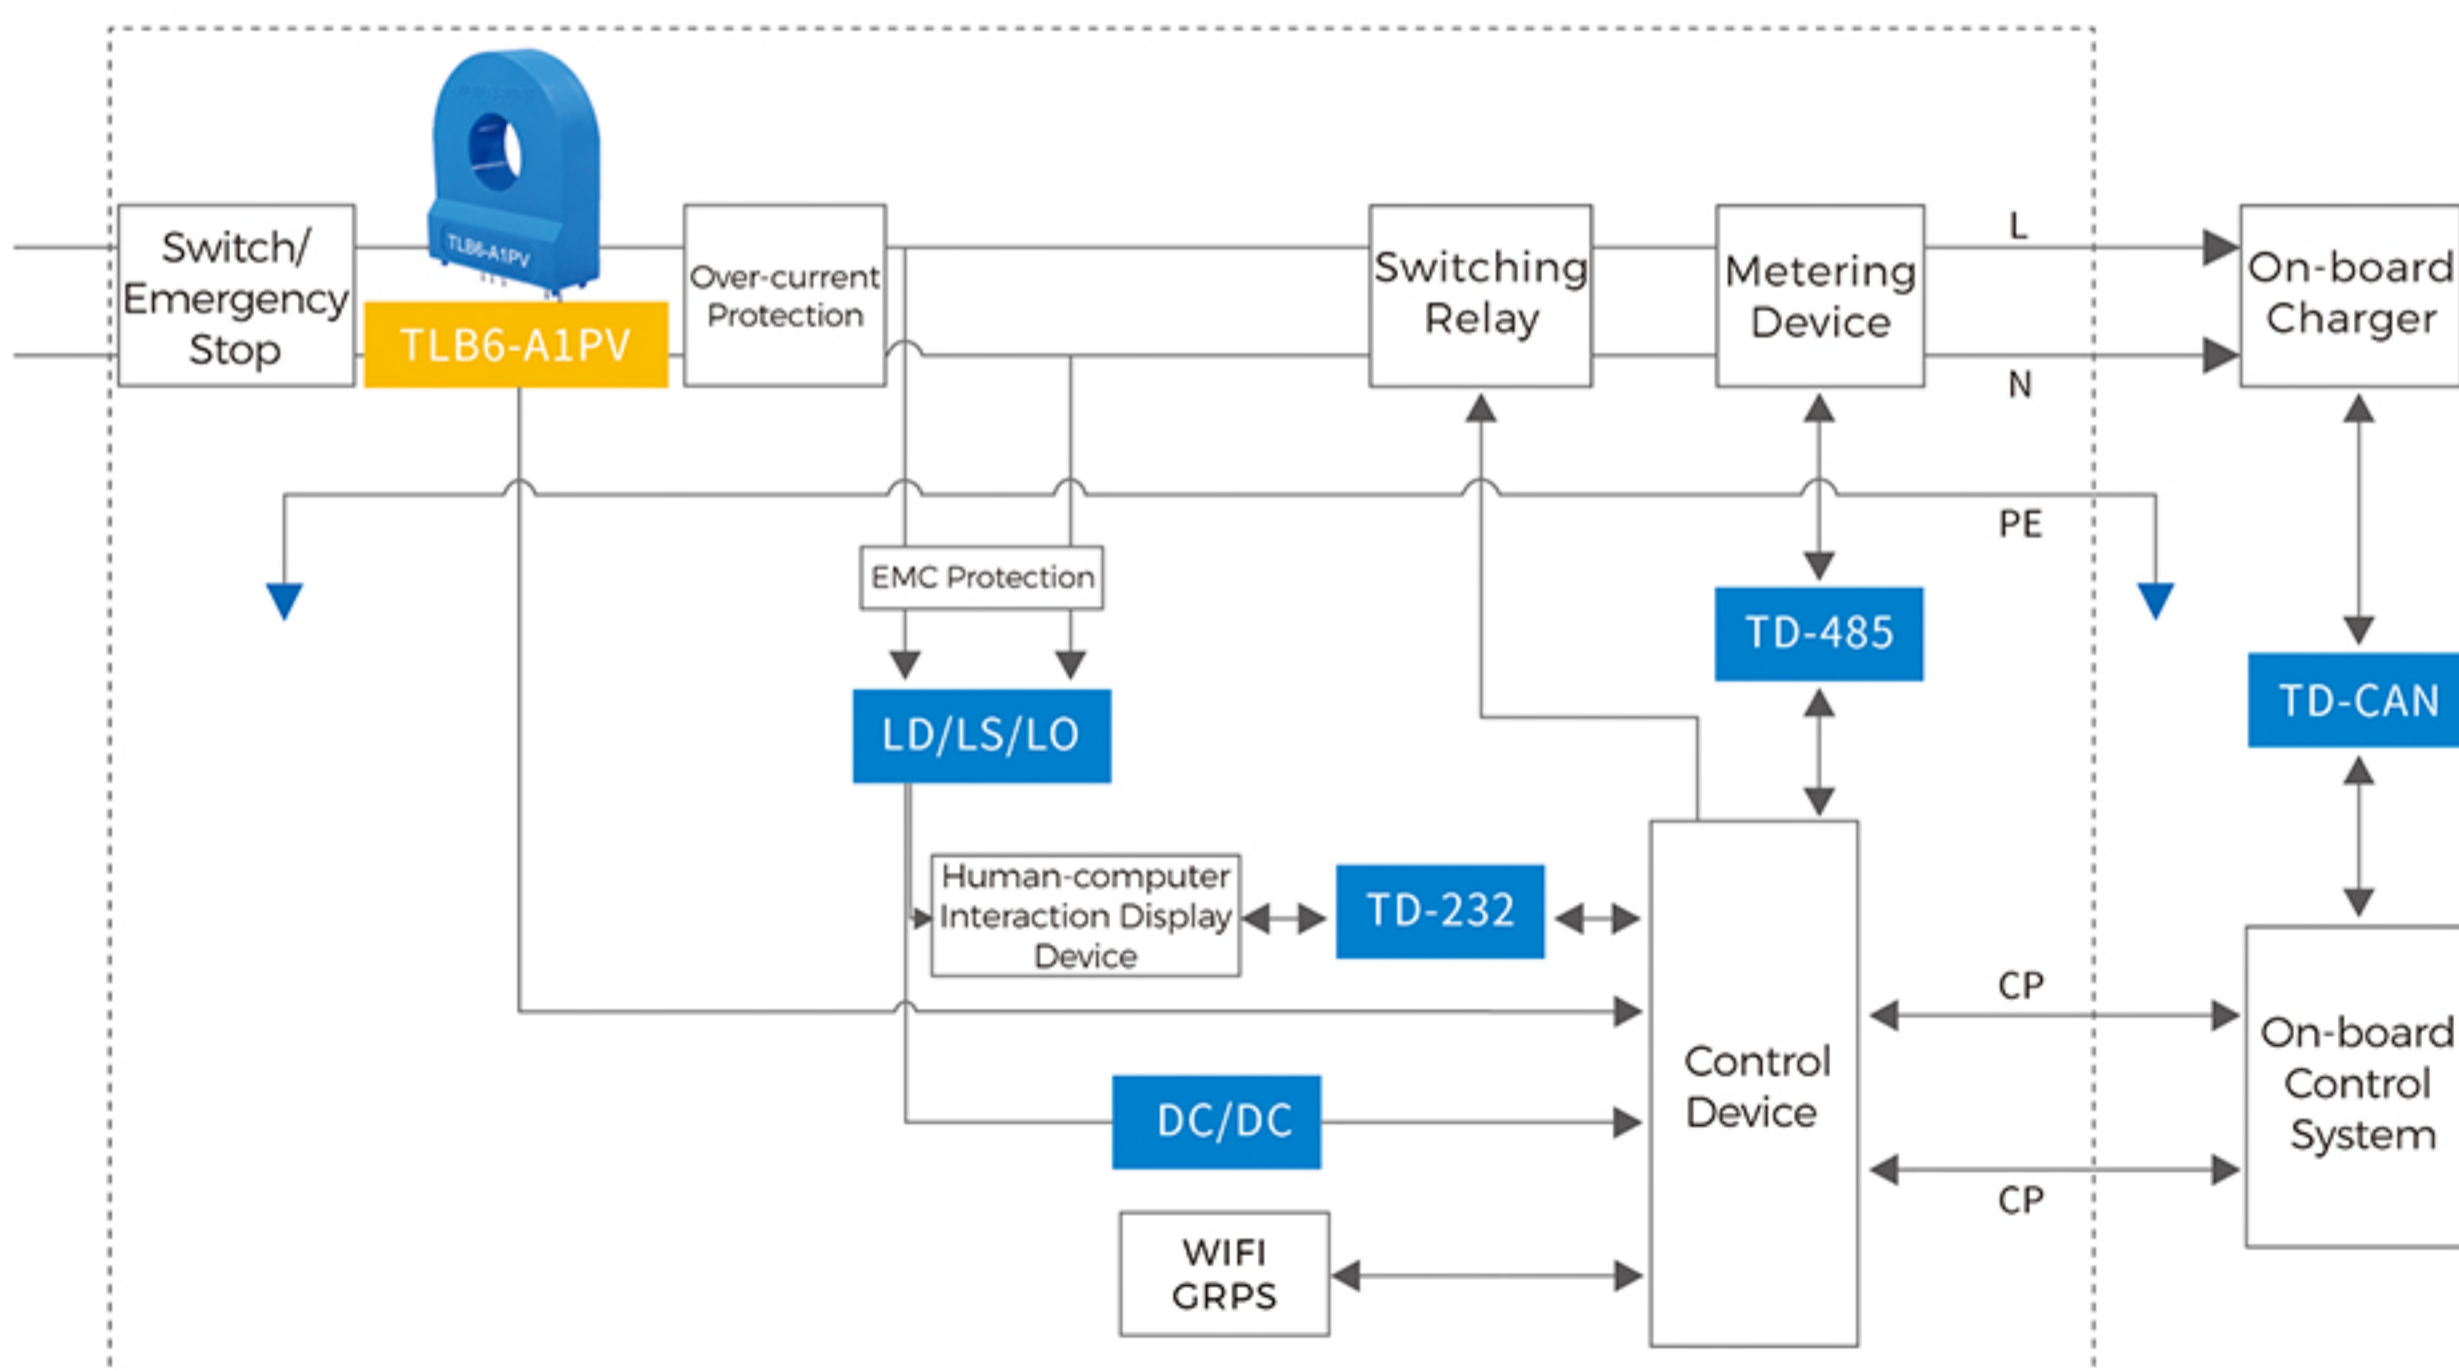 Switch/
Emergency
Stop
TLB6-A1PV
TLB6-A1PV
Over-current
Protection
Switching
Relay
Metering
Device
L
N
On-board
Charger
PE
EMC Protection
TD-485
TD-CAN
LD/LS/LO
Human-computer
Interaction Display
Device
TD-232
Control
Device
CP
CP
On-board
Control
System
DC/DC
WIFI
GRPS